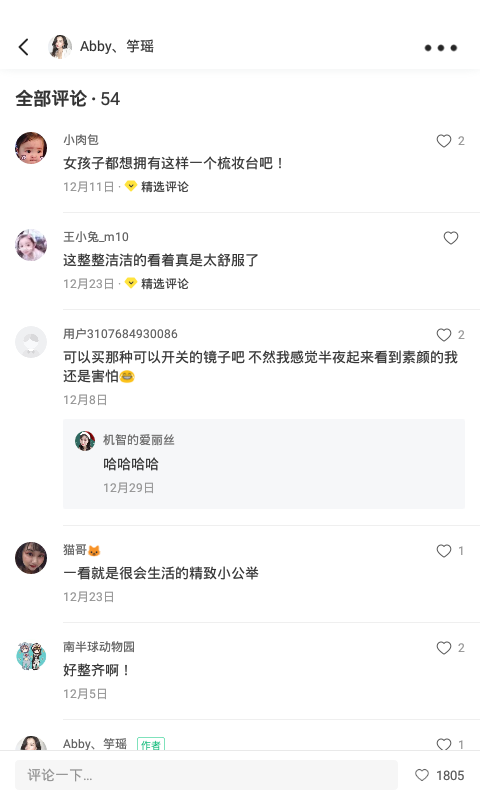 Abby、竽瑶
全部评论 · 54
小肉包
2
女孩子都想拥有这样一个梳妆台吧！
12月11日 · 精选评论
王小兔_m10
这整整洁洁的看着真是太舒服了
12月23日 · 精选评论
用户3107684930086
2
可以买那种可以开关的镜子吧 不然我感觉半夜起来看到素颜的我
还是害怕😂
12月8日
机智的爱丽丝
哈哈哈哈
12月29日
猫哥🐱
1
一看就是很会生活的精致小公举
12月23日
南半球动物园
2
好整齐啊！
12月5日
Abby、竽瑶 作者
1
评论一下...
1805